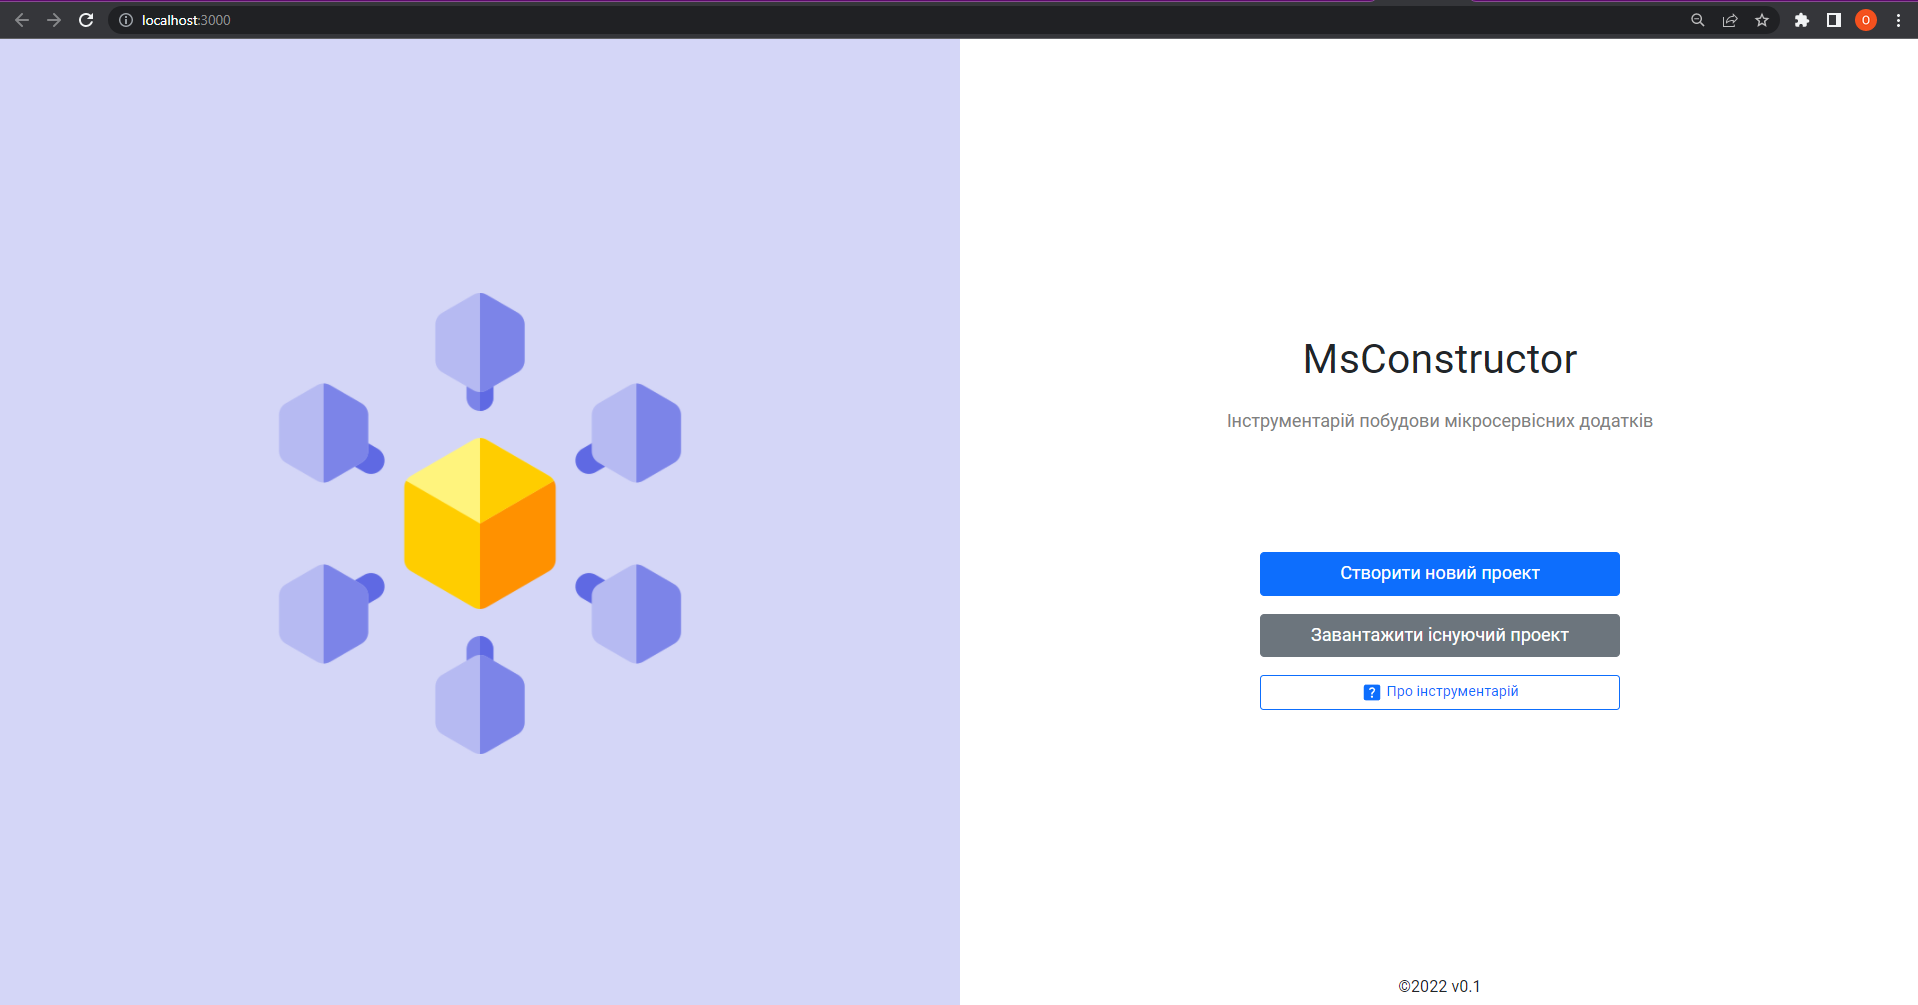 localhost:3000
O
MsConstructor
Інструментарій побудови мікросервісних додатків
Створити новий проект
Завантажити існуючий проект
? Про інструментарій
©2022 v0.1